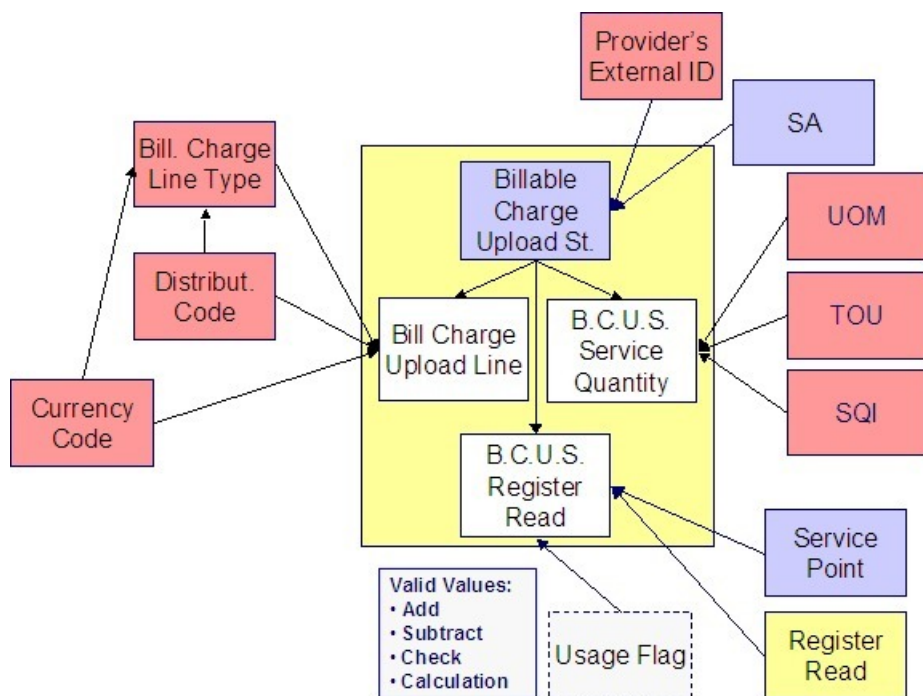 Provider's
External ID
SA
Bill. Charge
Line Type
Billable
Charge
Upload St.
UOM
Distribut.
Code
TOU
Bill Charge
Upload Line
B.C.U.S.
Service
Quantity
Currency
Code
SQI
B.C.U.S.
Register
Read
Service
Point
Valid Values:
• Add
• Subtract
• Check
• Calculation
Usage Flag
Register
Read